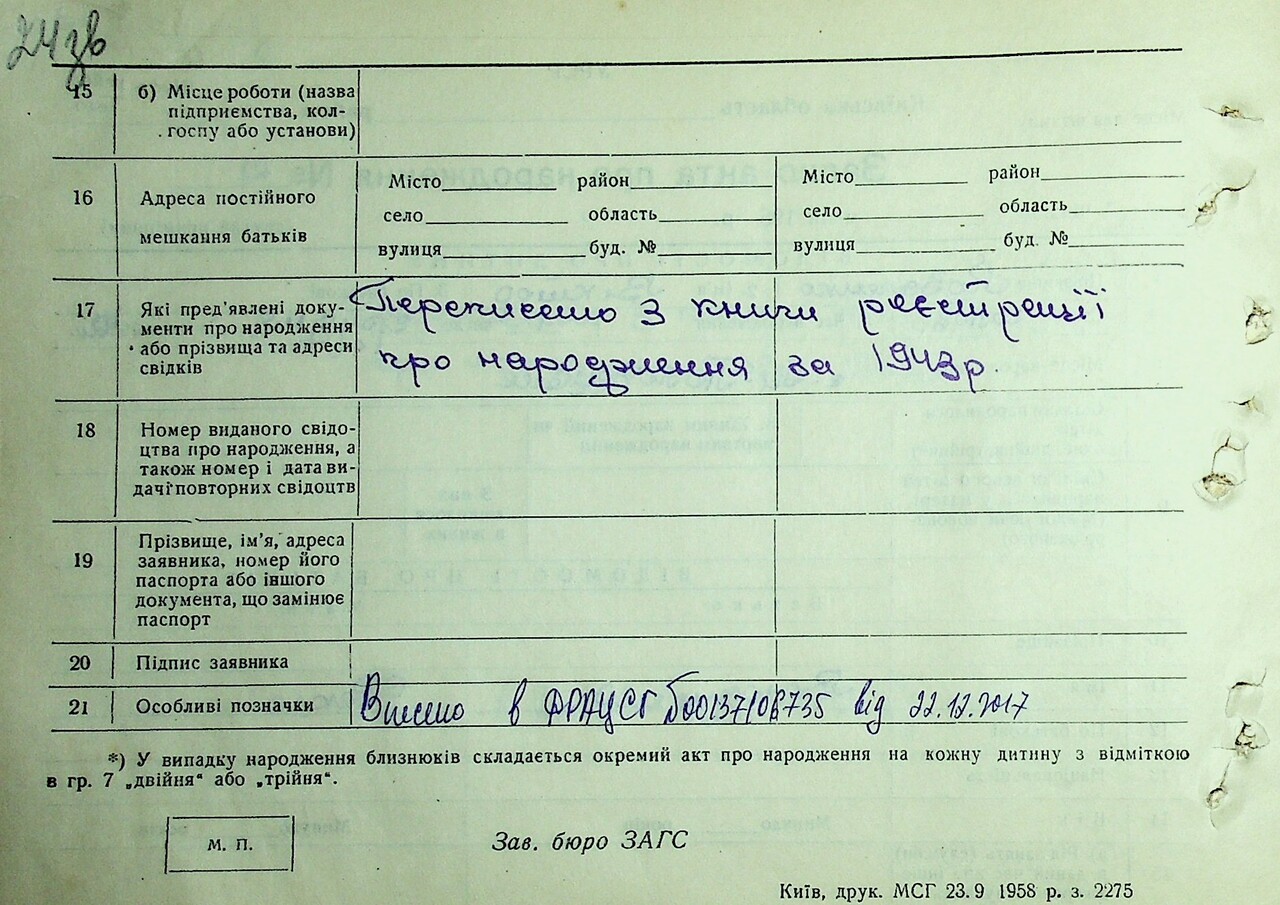 24зв
15 б) Місце роботи (назва
підприємства, кол-
госпу або установи)
16 Адреса постійного
мешкання батьків
Місто район
село область
вулиця буд. №
Місто район
село область
вулиця буд. №
17 Які пред'явлені доку-
менти про народження
або прізвища та адреси
свідків
Переписано з книги реєстрації
про народження за 1943р.
18 Номер виданого свідо-
цтва про народження, а
також номер і дата ви-
дачі повторних свідоцтв
19 Прізвище, ім'я, адреса
заявника, номер його
паспорта або іншого
документа, що замінює
паспорт
20 Підпис заявника
21 Особливі позначки
Внесено в ФРАЦСГ від 22.12.2017
*) У випадку народження близнюків складається окремий акт про народження на кожну дитину з відміткою
в гр. 7 „двійня“ або „трійня“.
М. П.
Зав. бюро ЗАГС
Київ, друк. МСГ 23.9 1958 р. з. 2275